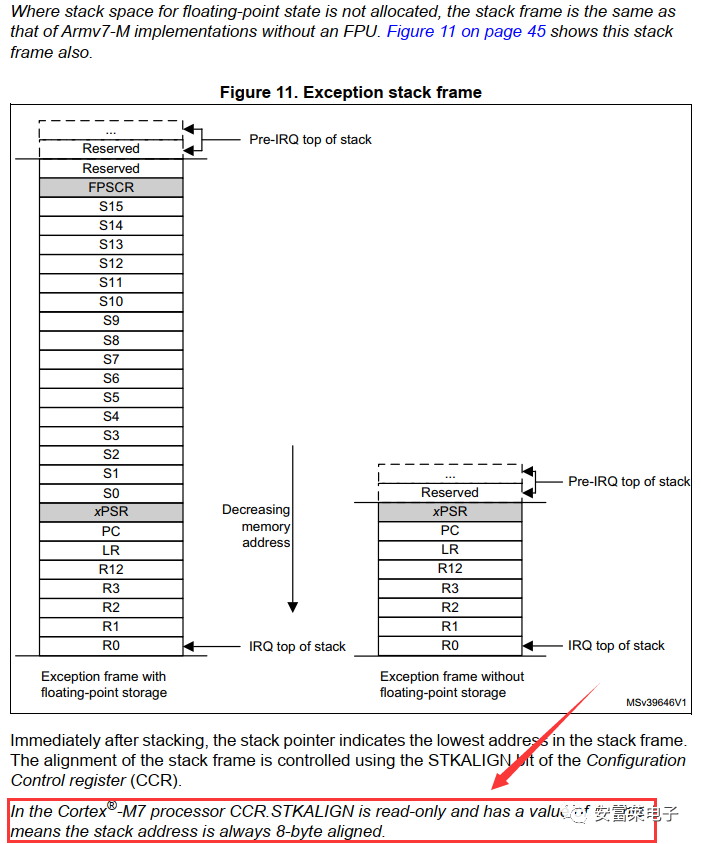 Where stack space for floating-point state is not allocated, the stack frame is the same as
that of Armv7-M implementations without an FPU. Figure 11 on page 45 shows this stack
frame also.
Figure 11. Exception stack frame
...
Reserved
Pre-IRQ top of stack
Reserved
FPSCR
S15
S14
S13
S12
S11
S10
S9
S8
S7
S6
S5
S4
S3
S2
S1
S0
xPSR
PC
LR
R12
R3
R2
R1
R0
IRQ top of stack
Exception frame with
floating-point storage
Decreasing
memory
address
...
Reserved
Pre-IRQ top of stack
xPSR
PC
LR
R12
R3
R2
R1
R0
IRQ top of stack
Exception frame without
floating-point storage
MSv39646V1
Immediately after stacking, the stack pointer indicates the lowest address in the stack frame.
The alignment of the stack frame is controlled using the STKALIGN bit of the Configuration
Control register (CCR).
In the Cortex®-M7 processor CCR.STKALIGN is read-only and has a value of
安富莱电子
means the stack address is always 8-byte aligned.